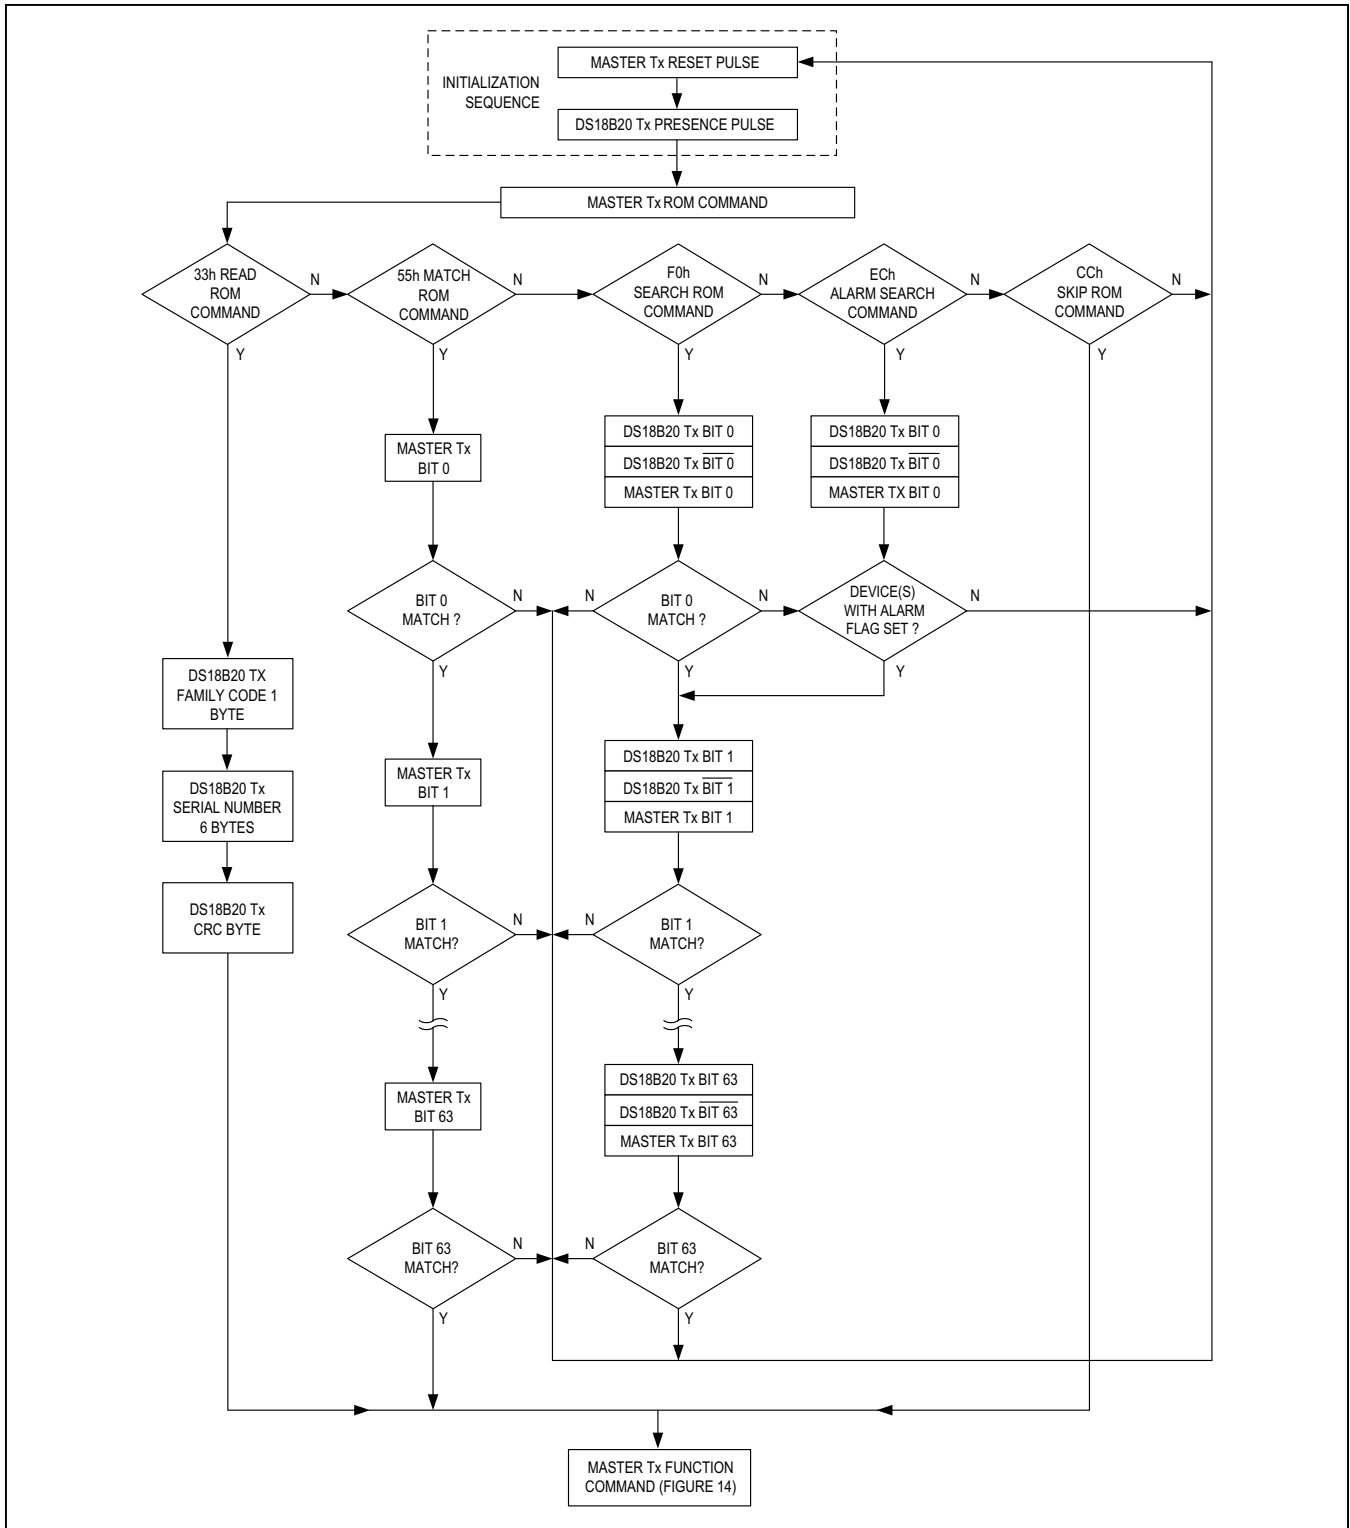 MASTER Tx RESET PULSE
INITIALIZATION
SEQUENCE
DS18B20 Tx PRESENCE PULSE
MASTER Tx ROM COMMAND
33h READ
ROM
COMMAND
N
Y
55h MATCH
ROM
COMMAND
N
Y
F0h
SEARCH ROM
COMMAND
N
Y
ECh
ALARM SEARCH
COMMAND
N
Y
CCh
SKIP ROM
COMMAND
N
Y
MASTER Tx
BIT 0
DS18B20 Tx BIT 0
DS18B20 Tx BIT 0
MASTER Tx BIT 0
DS18B20 Tx BIT 0
DS18B20 Tx BIT 0
MASTER TX BIT 0
BIT 0
MATCH ?
N
Y
N
BIT 0
MATCH ?
N
Y
DEVICE(S)
WITH ALARM
FLAG SET ?
N
Y
DS18B20 TX
FAMILY CODE 1
BYTE
DS18B20 Tx
SERIAL NUMBER
6 BYTES
DS18B20 Tx
CRC BYTE
MASTER Tx
BIT 1
DS18B20 Tx BIT 1
DS18B20 Tx BIT 1
MASTER Tx BIT 1
BIT 1
MATCH?
N
Y
N
BIT 1
MATCH?
Y
MASTER Tx
BIT 63
DS18B20 Tx BIT 63
DS18B20 Tx BIT 63
MASTER Tx BIT 63
BIT 63
MATCH?
N
Y
N
BIT 63
MATCH?
Y
MASTER Tx FUNCTION
COMMAND (FIGURE 14)